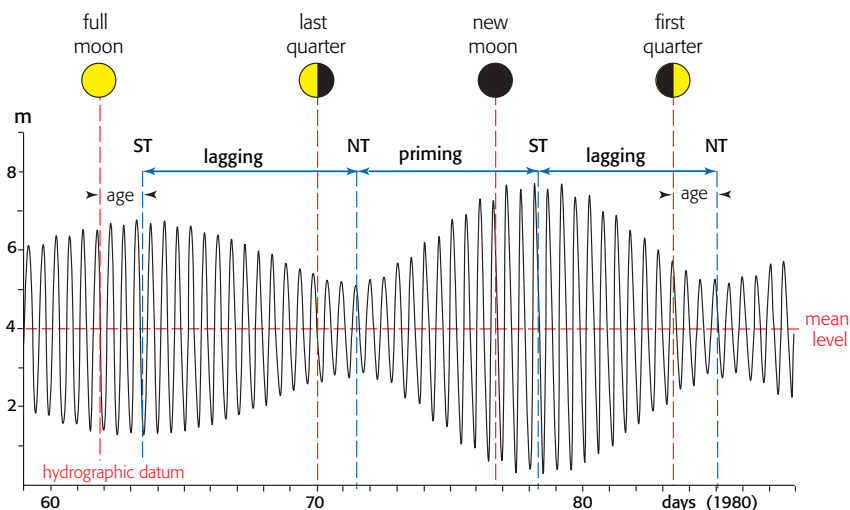 full
moon
last
quarter
new
moon
first
quarter
m
ST
lagging
NT
priming
ST
lagging
NT
8
age
age
6
4
mean
level
2
hydrographic datum
60
70
80
days (1980)